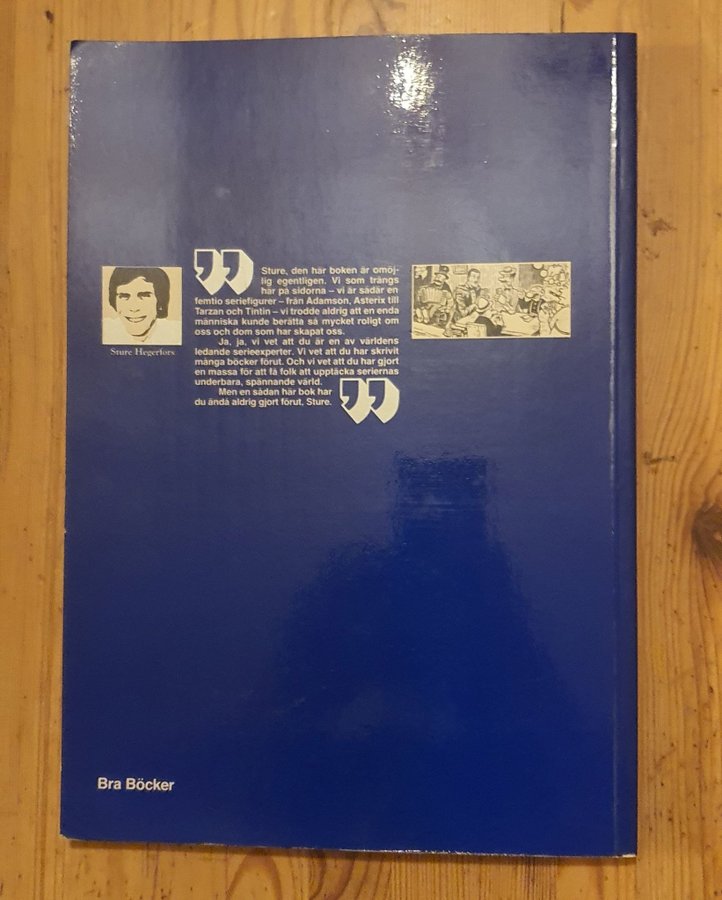 Sture, den här boken är omöj-
lig egentligen. Vi som trängs
här på sidorna – vi är sådär en
femtio seriefigurer – från Adamson, Asterix till
Tarzan och Tintin – vi trodde aldrig att en enda
människa kunde berätta så mycket roligt om
oss och dom som har skapat oss.
Ja, ja, vi vet att du är en av världens
ledande serieexperter. Vi vet att du har skrivit
många böcker förut. Och vi vet att du har gjort
en massa för att få folk att upptäcka seriernas
underbara, spännande värld.
Men en sådan här bok har
du ändå aldrig gjort förut, Sture.
Sture Hegerfors
Bra Böcker